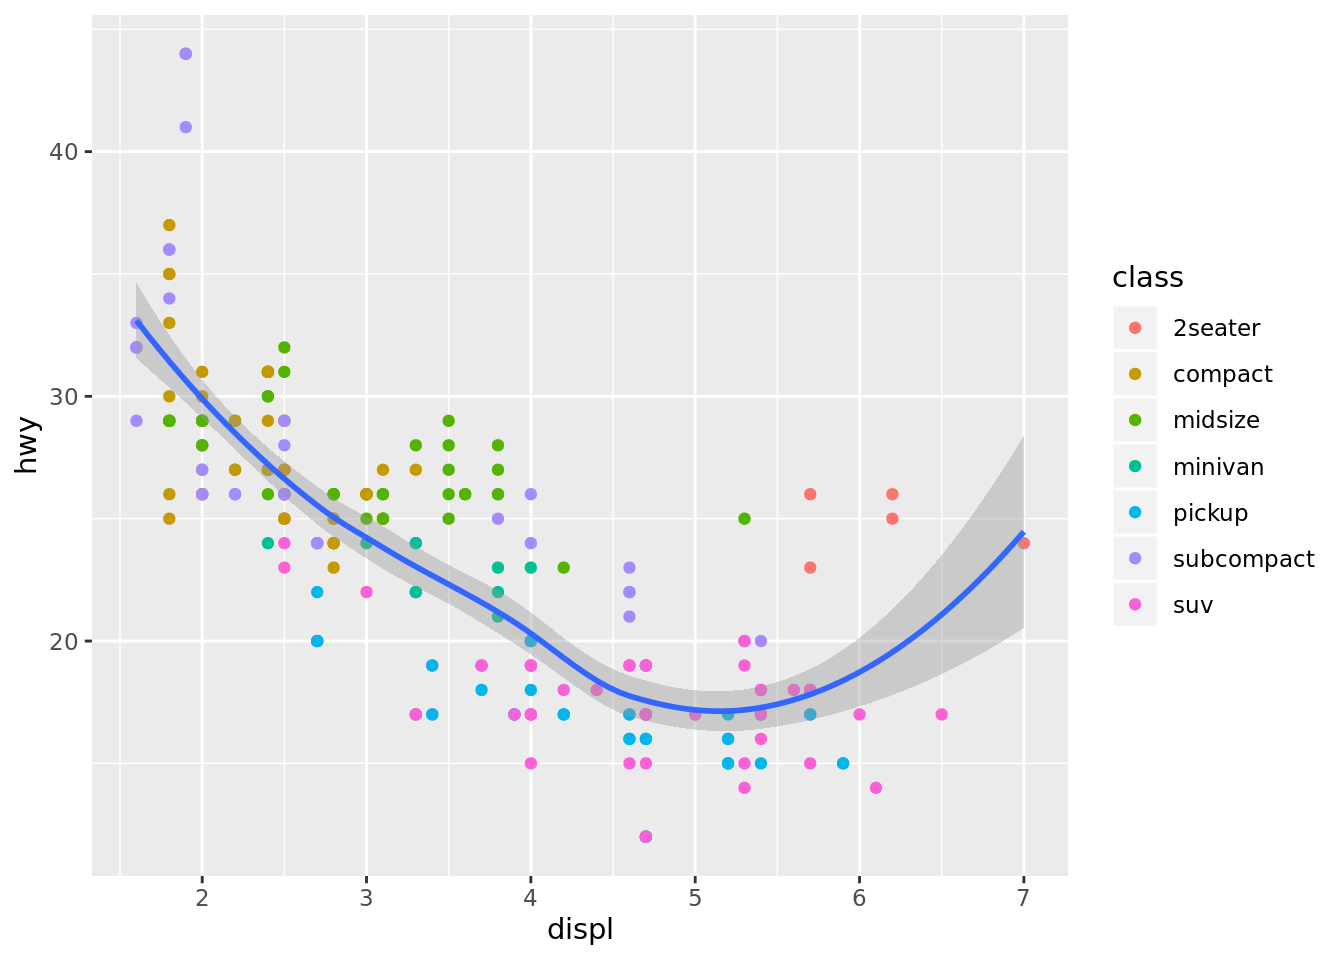 hwy
40
30
20
2 3 4 5 6 7
displ
class
2seater
compact
midsize
minivan
pickup
subcompact
suv